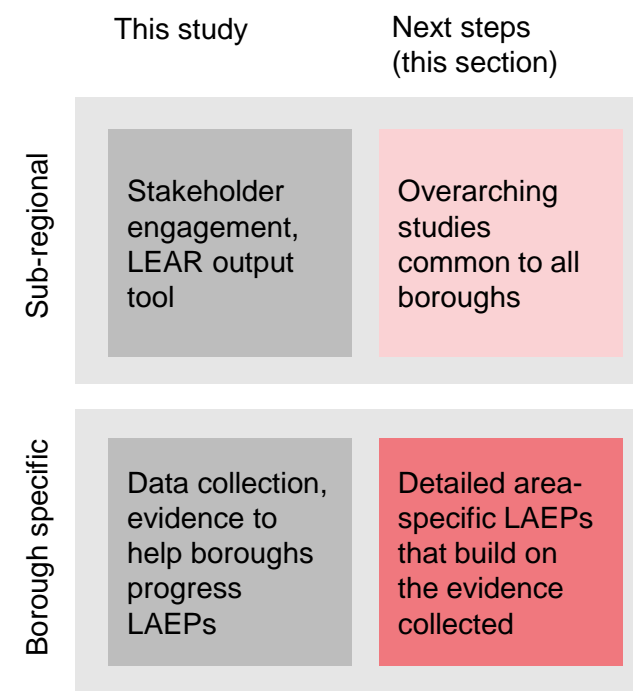 This study
Next steps
(this section)
Sub-regional
Stakeholder
engagement,
LEAR output
tool
Overarching
studies
common to all
boroughs
Borough specific
Data collection,
evidence to
help boroughs
progress
LAEPs
Detailed area-
specific LAEPs
that build on
the evidence
collected